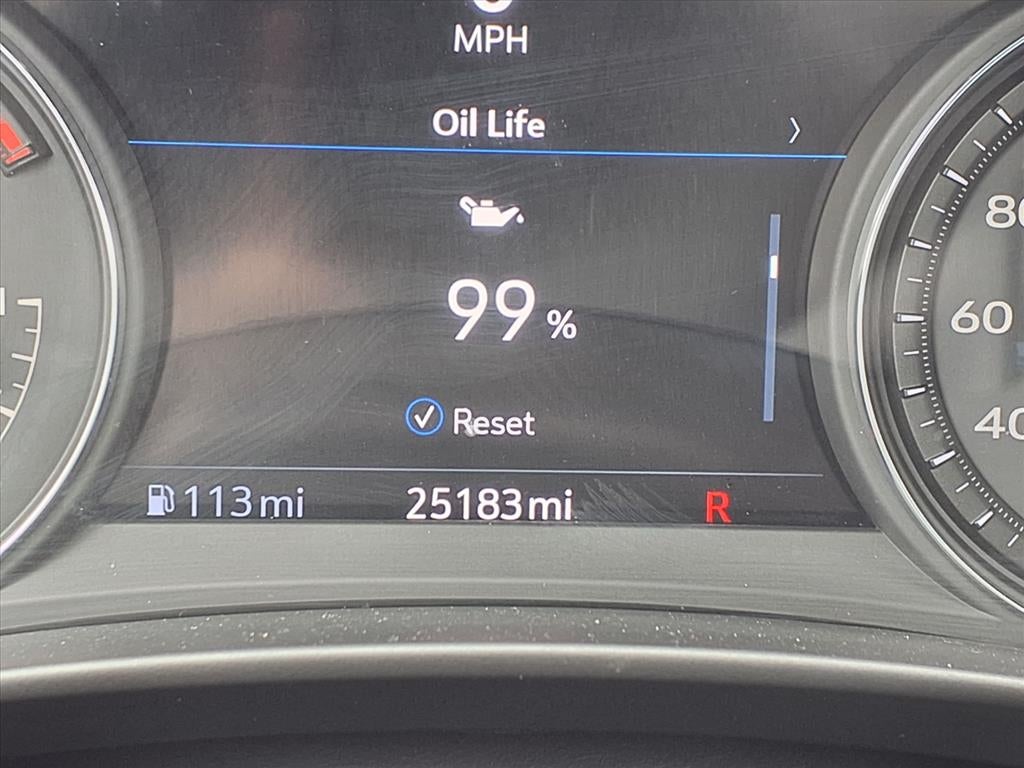 MPH
Oil Life
80
99 %
60
Reset
40
113 mi 25183 mi R